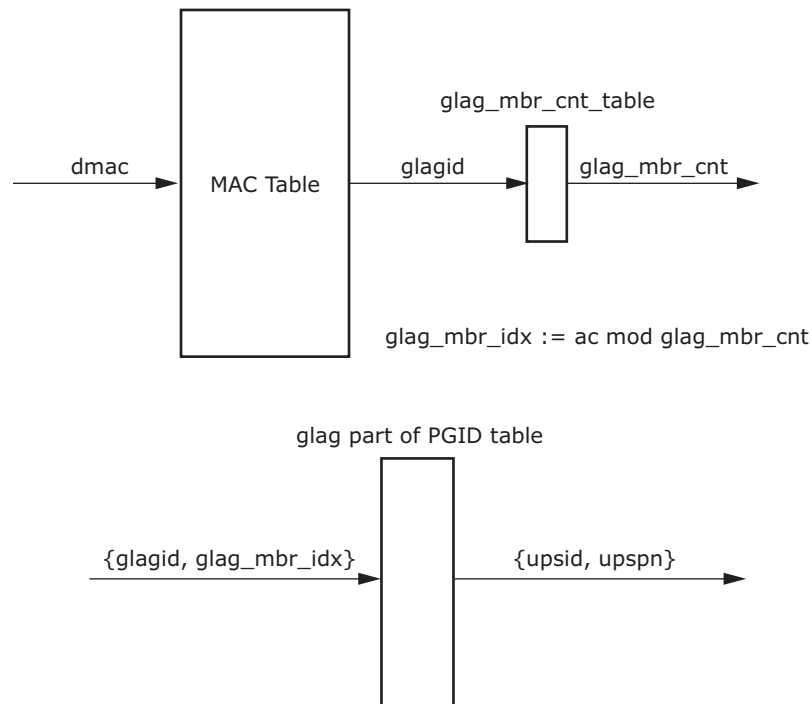 glag_mbr_cnt_table
dmac
MAC Table
glagid
glag_mbr_cnt
glag_mbr_idx := ac mod glag_mbr_cnt
glag part of PGID table
{glagid, glag_mbr_idx}
{upsid, upspn}